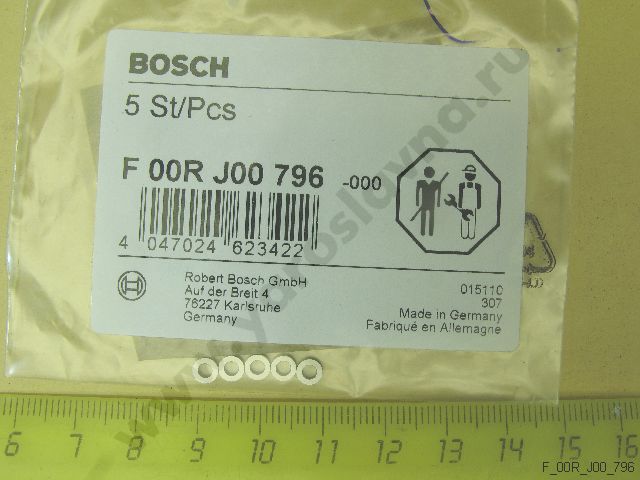 BOSCH
5 St/Pcs
F 00R J00 796 -000
4 047024 623422
Robert Bosch GmbH
Auf der Breit 4
76227 Karlsruhe
Germany
015110
307
Made in Germany
Fabriqué en Allemagne
6 7 8 9 10 11 12 13 14 15 16
F_00R_J00_796